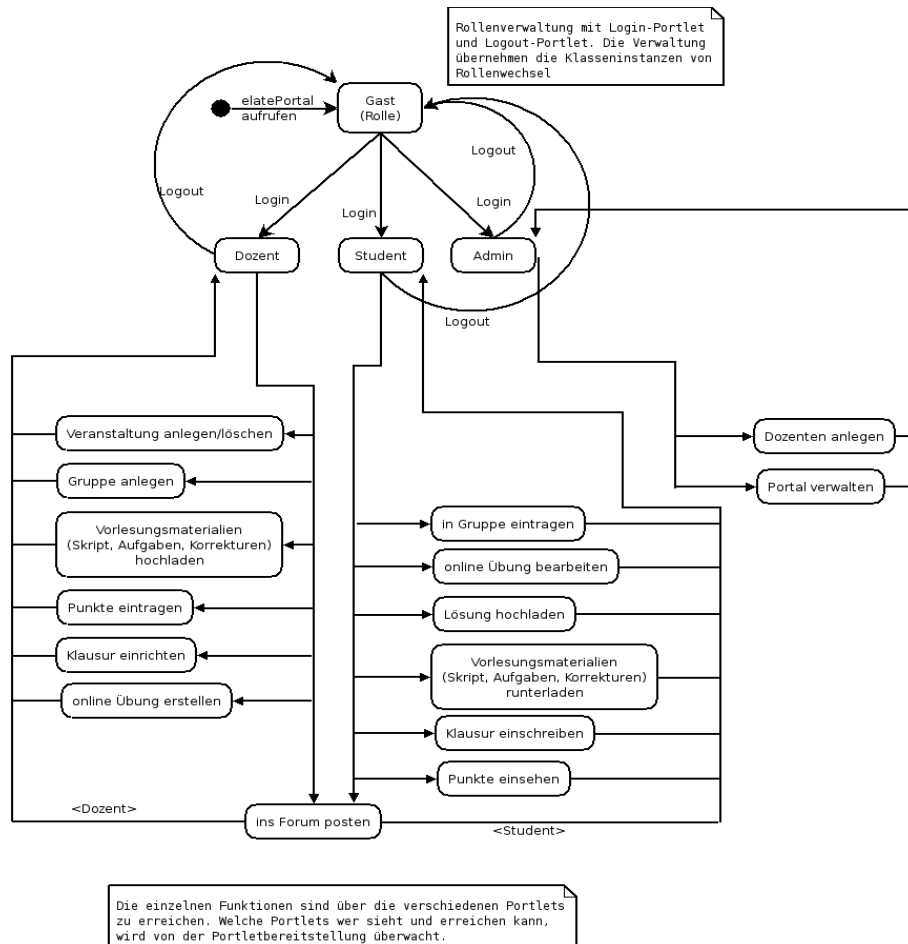 Rollenverwaltung mit Login-Portlet
und Logout-Portlet. Die Verwaltung
übernehmen die Klasseninstanzen von
Rollenwechsel
elatePortal
aufrufen
Gast
(Rolle)
Logout
Logout
Login
Login
Login
Dozent
Student
Admin
Logout
Veranstaltung anlegen/löschen
Gruppe anlegen
Vorlesungsmaterialien
(Skript, Aufgaben, Korrekturen)
hochladen
Punkte eintragen
Klausur einrichten
online Übung erstellen
in Gruppe eintragen
online Übung bearbeiten
Lösung hochladen
Vorlesungsmaterialien
(Skript, Aufgaben, Korrekturen)
runterladen
Klausur einschreiben
Punkte einsehen
Dozenten anlegen
Portal verwalten
<Dozent>
ins Forum posten
<Student>
Die einzelnen Funktionen sind über die verschiedenen Portlets
zu erreichen. Welche Portlets wer sieht und erreichen kann,
wird von der Portletbereitstellung überwacht.